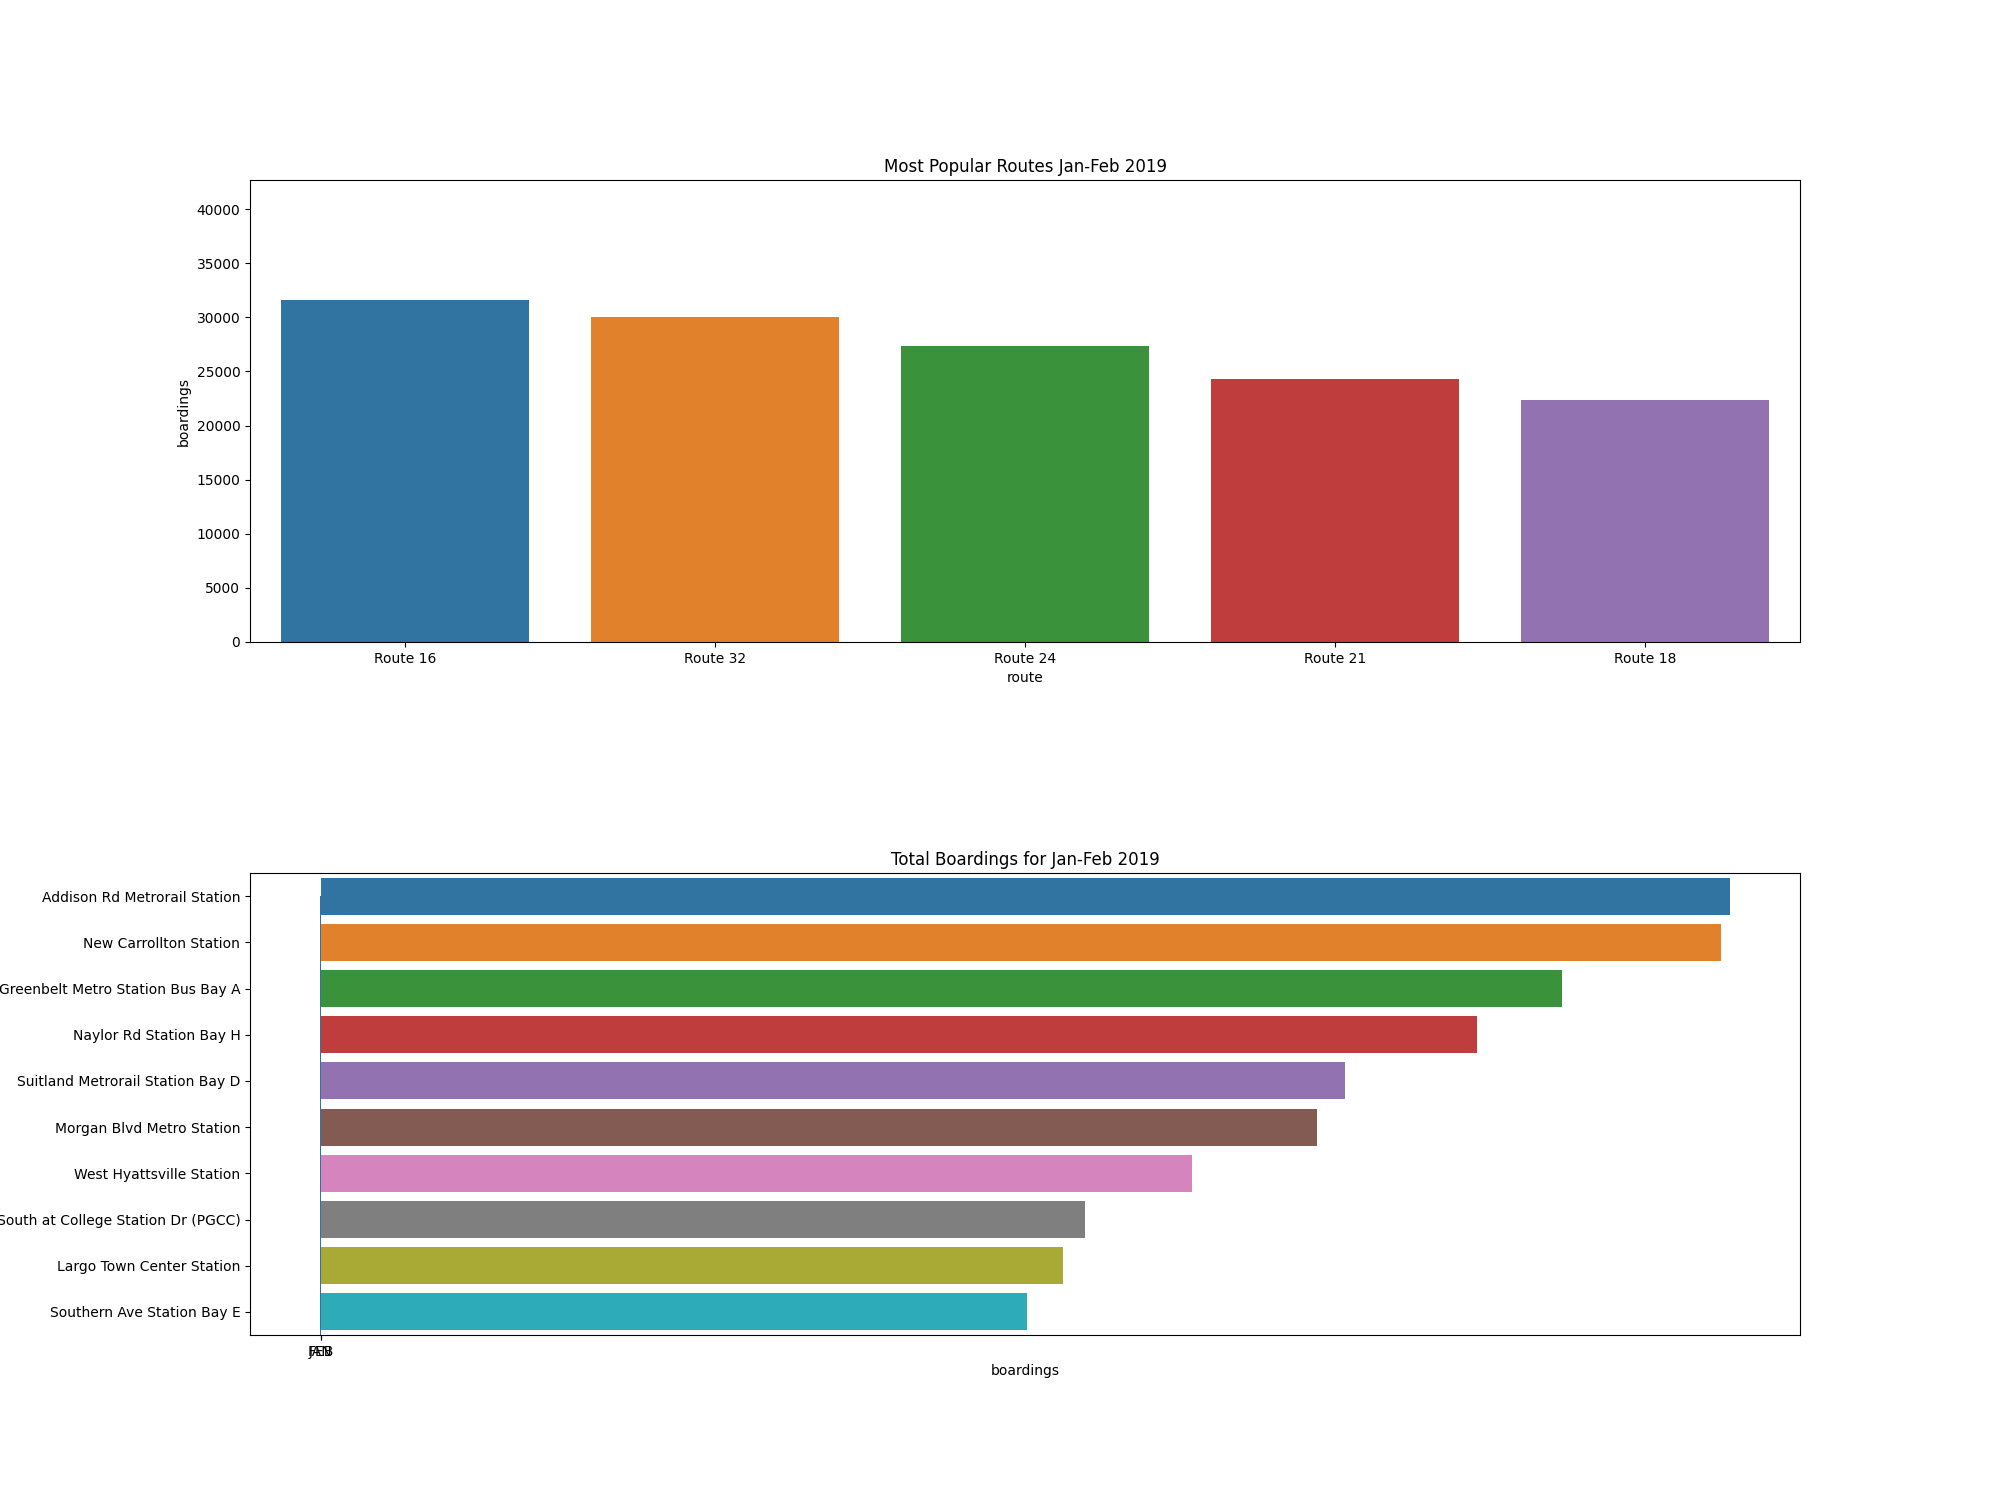 Most Popular Routes Jan-Feb 2019
40000
35000
30000
25000
20000
15000
10000
5000
0
boardings
Route 16 Route 32 Route 24 Route 21 Route 18
route
Total Boardings for Jan-Feb 2019
Addison Rd Metrorail Station
New Carrollton Station
Greenbelt Metro Station Bus Bay A
Naylor Rd Station Bay H
Suitland Metrorail Station Bay D
Morgan Blvd Metro Station
West Hyattsville Station
South at College Station Dr (PGCC)
Largo Town Center Station
Southern Ave Station Bay E
boardings